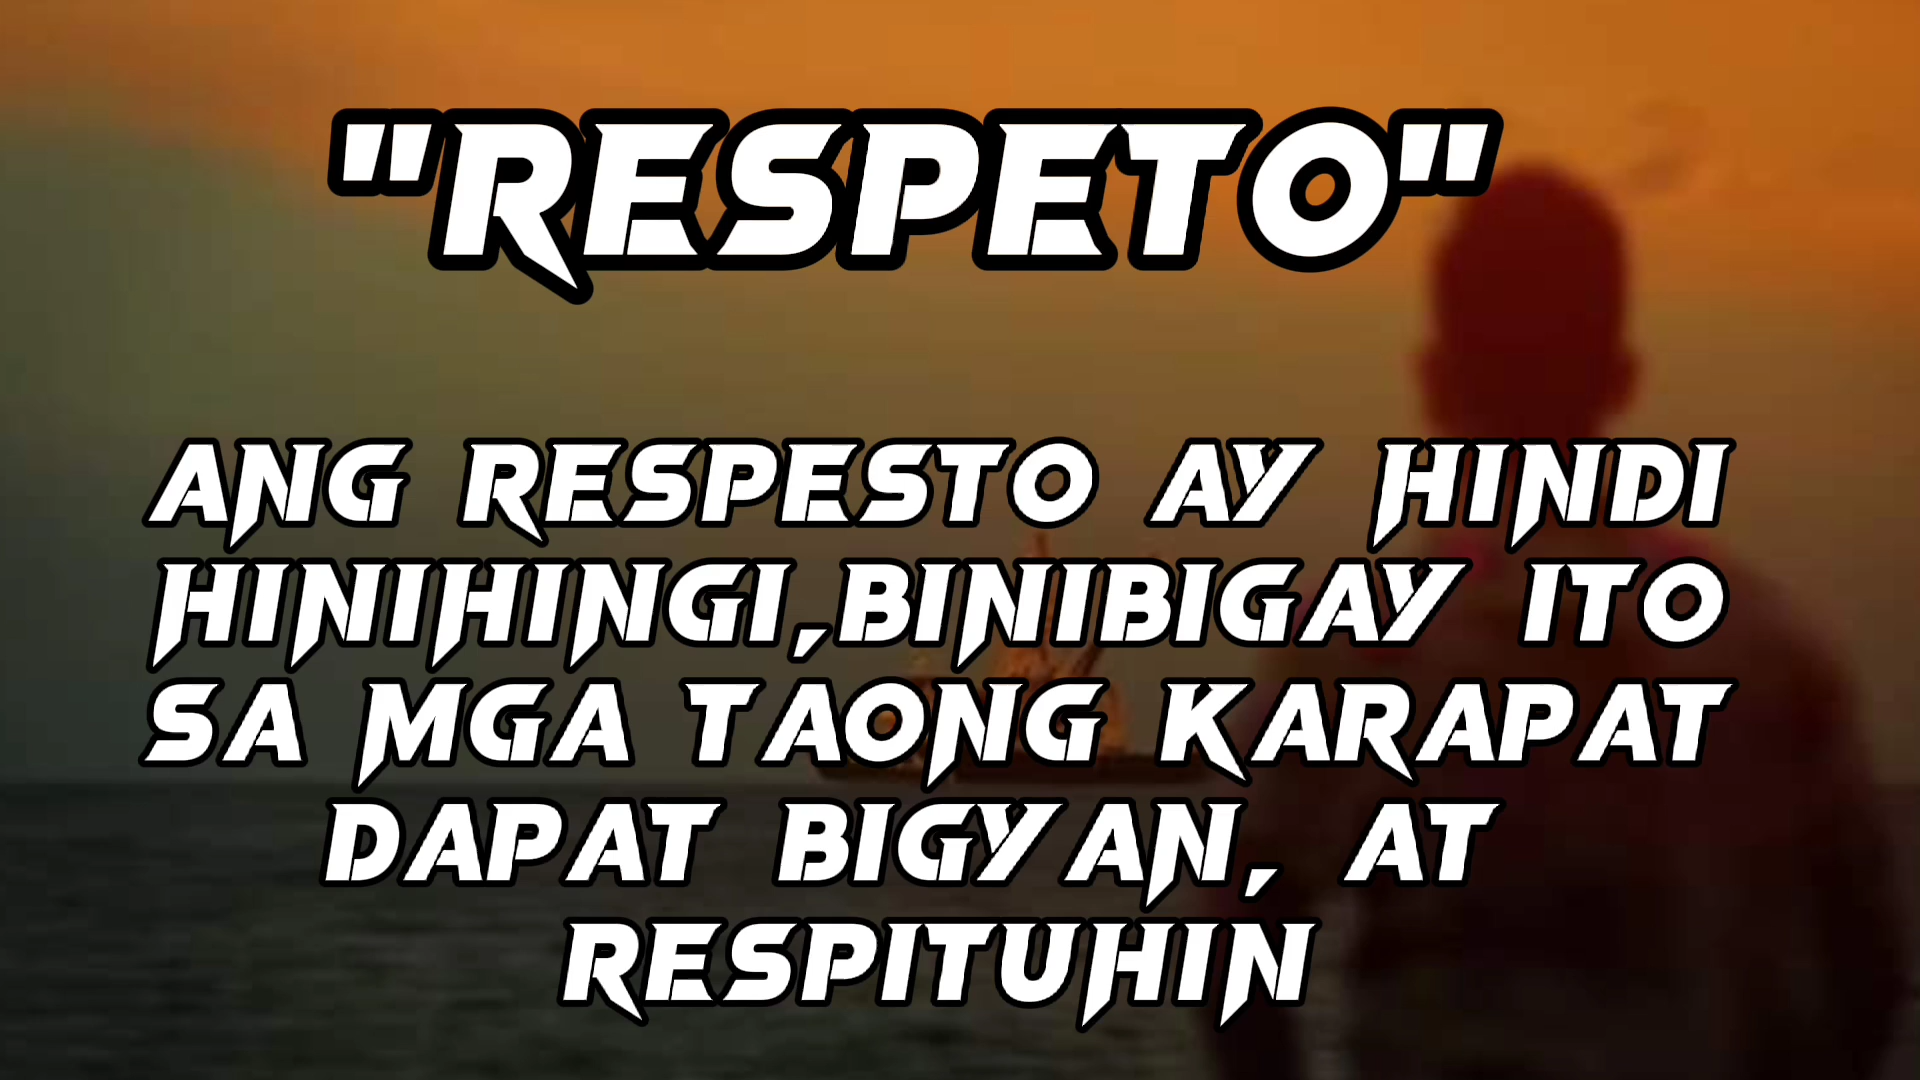 "RESPETO"
ANG RESPESTO AY HINDI
HINIHINGI,BINIBIGAY ITO
SA MGA TAONG KARAPAT
DAPAT BIGYAN, AT
RESPITUHIN